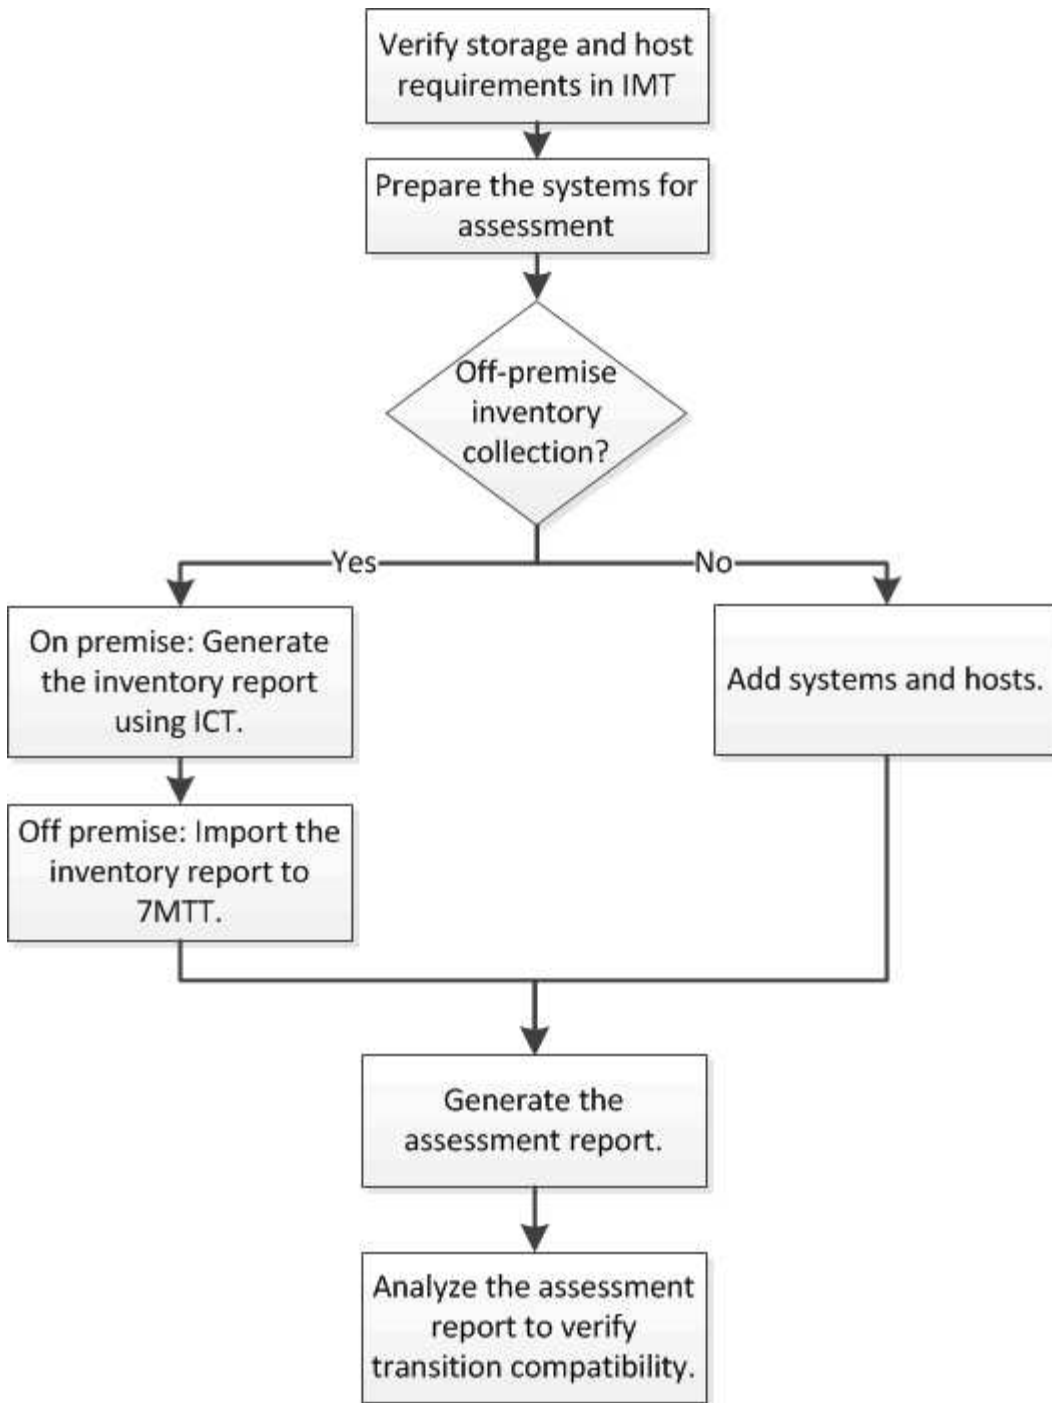 Verify storage and host
requirements in IMT
Prepare the systems for
assessment
Off-premise
inventory
collection?
Yes
No
On premise: Generate
the inventory report
using ICT.
Add systems and hosts.
Off premise: Import the
inventory report to
7MTT.
Generate the
assessment report.
Analyze the assessment
report to verify
transition compatibility.